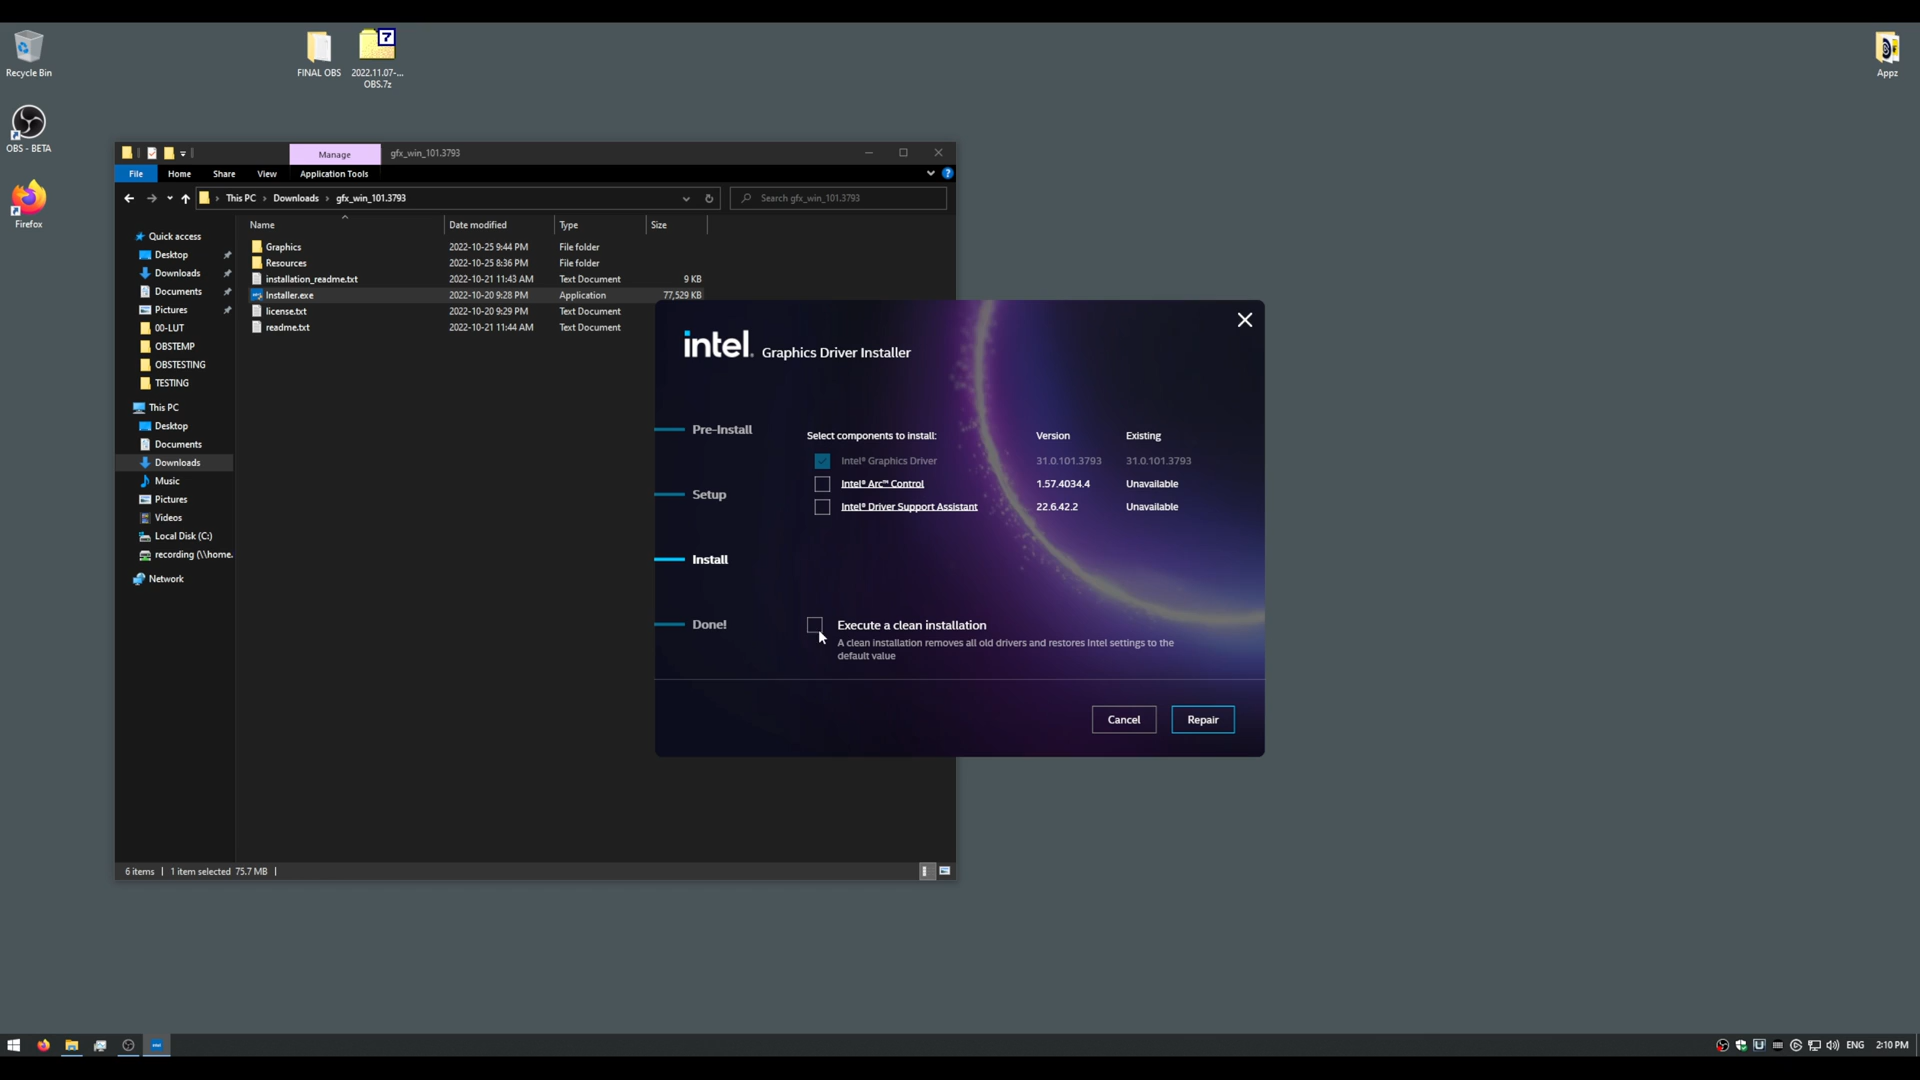 Recycle Bin
FINAL OBS
2022.11.07-...
OBS.7z
Appz
OBS - BETA
Firefox
Manage
gfx_win_101.3793
File
Home
Share
View
Application Tools
This PC
Downloads
gfx_win_101.3793
Search gfx_win_101.3793
Name
Date modified
Type
Size
Quick access
Desktop
Downloads
Documents
Pictures
00-LUT
OBSTEMP
OBSTESTING
TESTING
This PC
Desktop
Documents
Downloads
Music
Pictures
Videos
Local Disk (C:)
recording (\\home.
Network
Graphics 2022-10-25 9:44 PM File folder
Resources 2022-10-25 8:36 PM File folder
installation_readme.txt 2022-10-21 11:43 AM Text Document 9 KB
Installer.exe 2022-10-20 9:28 PM Application 77,529 KB
license.txt 2022-10-20 9:29 PM Text Document
readme.txt 2022-10-21 11:44 AM Text Document
intel. Graphics Driver Installer
Pre-Install
Setup
Install
Done!
Select components to install: Version Existing
Intel® Graphics Driver 31.0.101.3793 31.0.101.3793
Intel® Arc™ Control 1.57.4034.4 Unavailable
Intel® Driver Support Assistant 22.6.42.2 Unavailable
Execute a clean installation
A clean installation removes all old drivers and restores Intel settings to the
default value
Cancel
Repair
6 items
1 item selected 75.7 MB
ENG
2:10 PM